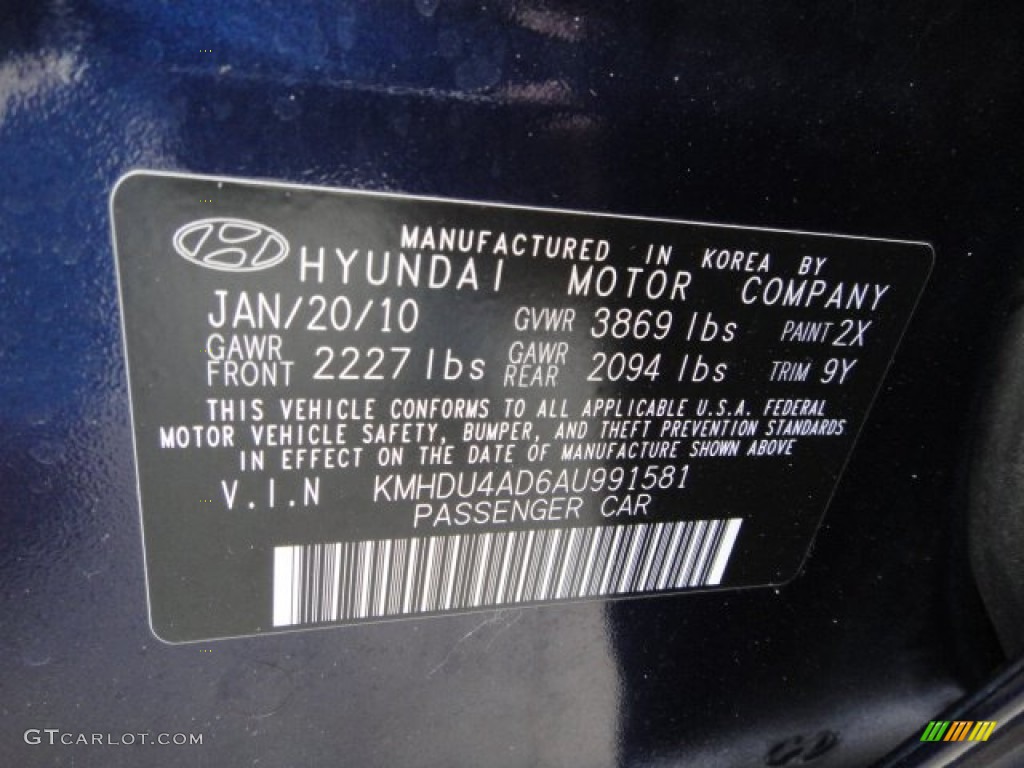 MANUFACTURED IN KOREA BY
HYUNDAI MOTOR COMPANY
JAN/20/10 GVWR 3869 lbs PAINT 2X
GAWR FRONT 2227 lbs GAWR REAR 2094 lbs TRIM 9Y
THIS VEHICLE CONFORMS TO ALL APPLICABLE U.S.A. FEDERAL
MOTOR VEHICLE SAFETY, BUMPER, AND THEFT PREVENTION STANDARDS
IN EFFECT ON THE DATE OF MANUFACTURE SHOWN ABOVE
V.I.N KMHDU4AD6AU991581
PASSENGER CAR
GTCARLOT.COM